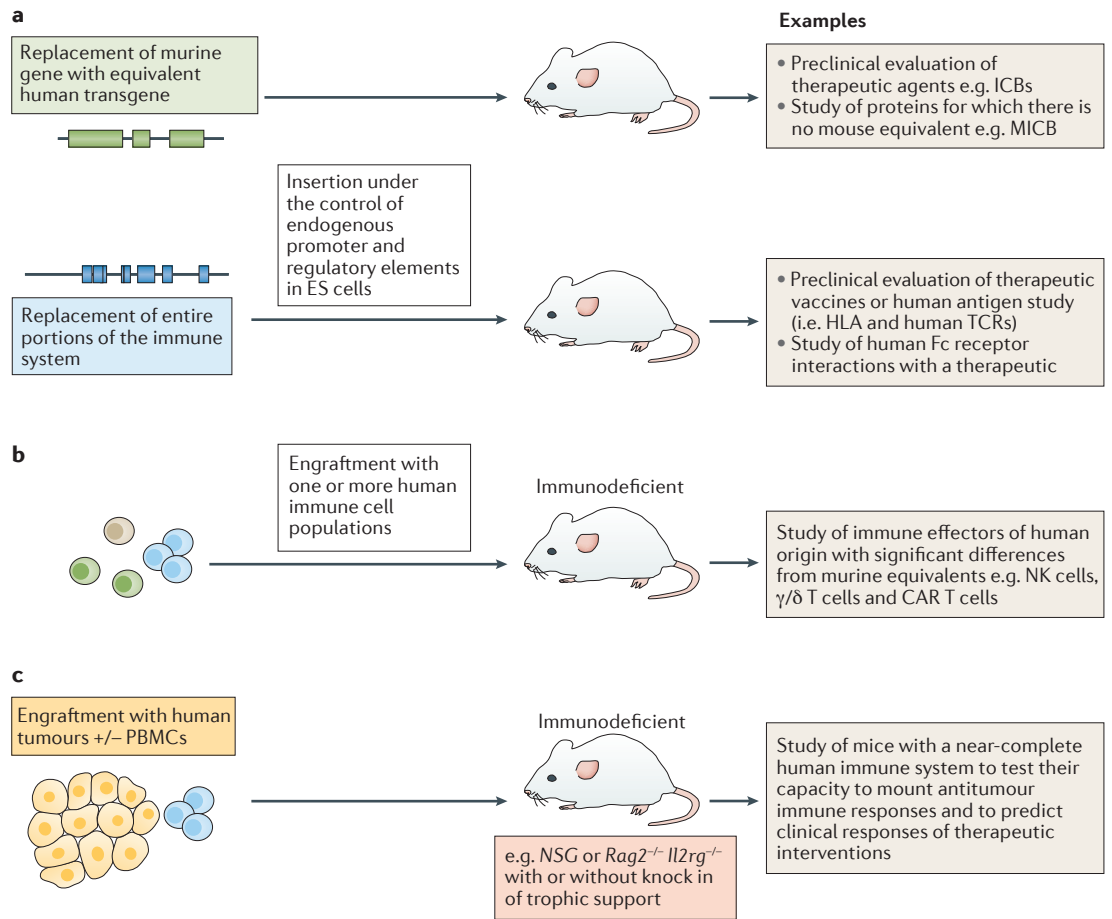 a
Examples
Replacement of murine
gene with equivalent
human transgene
• Preclinical evaluation of
therapeutic agents e.g. ICBs
• Study of proteins for which there is
no mouse equivalent e.g. MICB
Insertion under
the control of
endogenous
promoter and
regulatory elements
in ES cells
Replacement of entire
portions of the immune
system
• Preclinical evaluation of therapeutic
vaccines or human antigen study
(i.e. HLA and human TCRs)
• Study of human Fc receptor
interactions with a therapeutic
b
Engraftment with
one or more human
immune cell
populations
Immunodeficient
Study of immune effectors of human
origin with significant differences
from murine equivalents e.g. NK cells,
γ/δ T cells and CAR T cells
c
Engraftment with human
tumours +/– PBMCs
Immunodeficient
e.g. NSG or Rag2–/– Il2rg–/–
with or without knock in
of trophic support
Study of mice with a near-complete
human immune system to test their
capacity to mount antitumour
immune responses and to predict
clinical responses of therapeutic
interventions